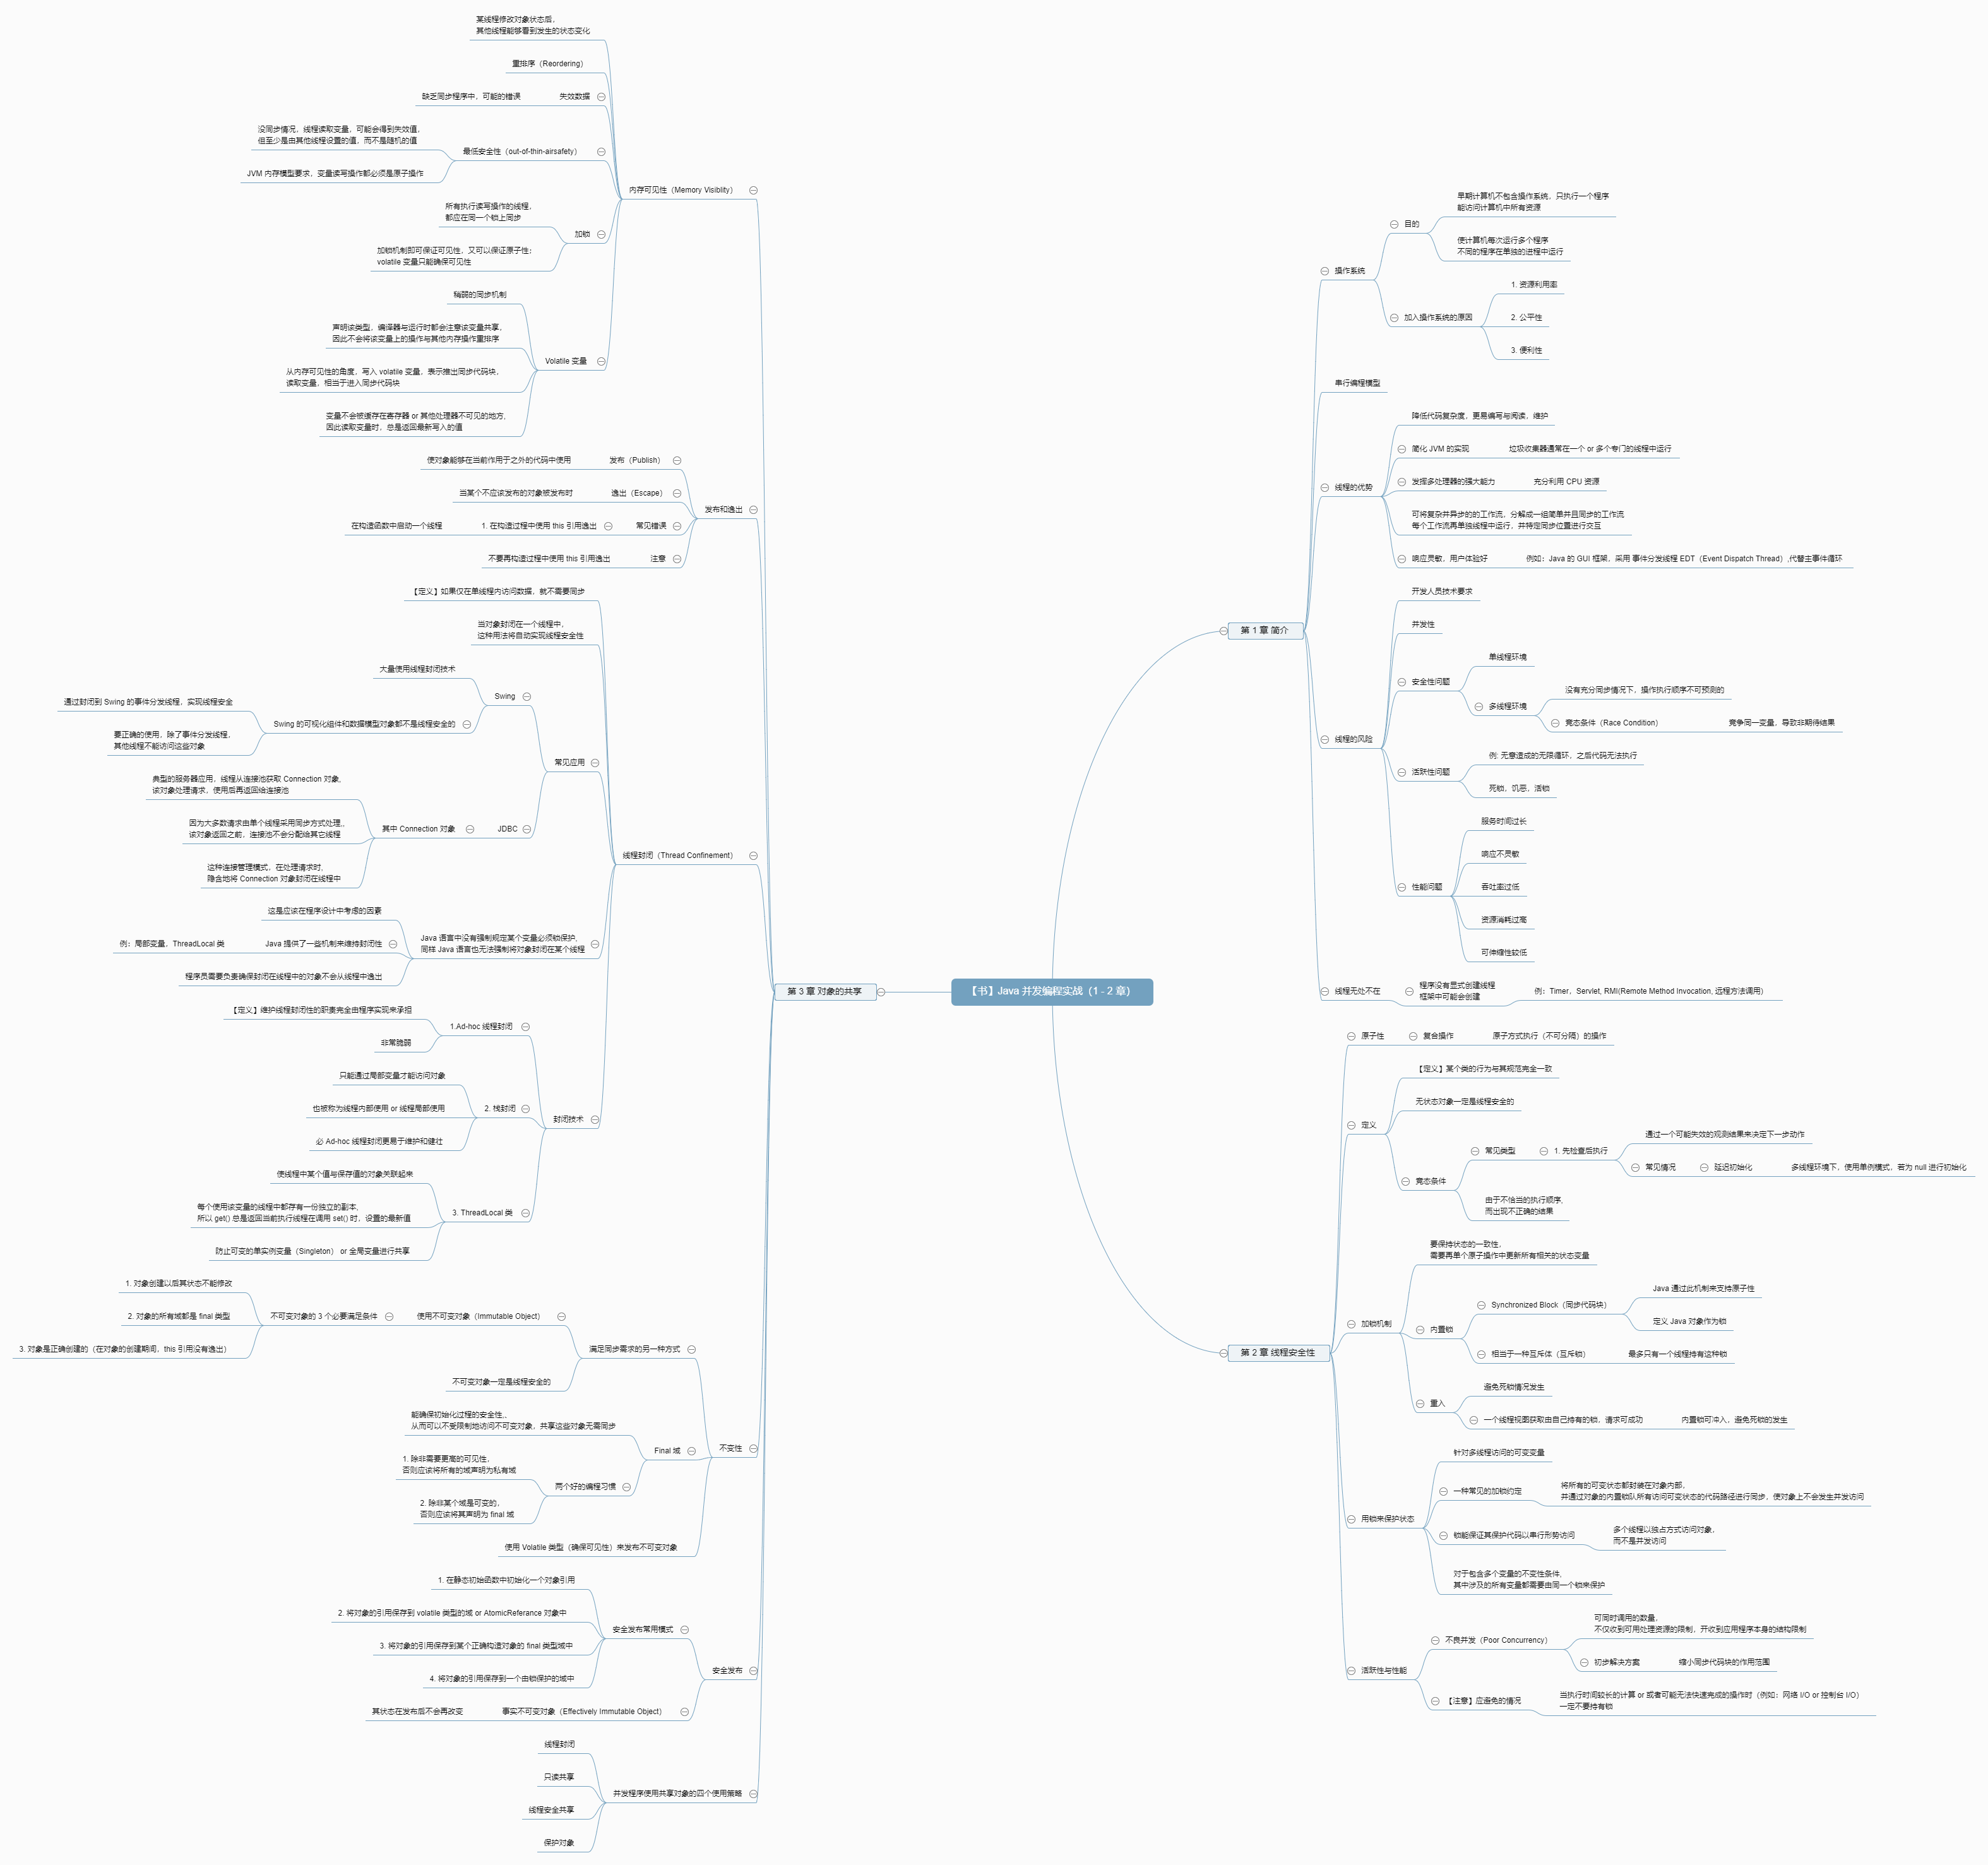 【书】Java 并发编程实战（1 - 2 章）
第 1 章 简介
操作系统
目的
早期计算机不包含操作系统，只执行一个程序
能访问计算机中所有资源
使计算机每次运行多个程序
不同的程序在单独的进程中运行
加入操作系统的原因
1. 资源利用率
2. 公平性
3. 便利性
串行编程模型
线程的优势
降低代码复杂度，更易编写与阅读，维护
简化 JVM 的实现
垃圾收集器通常在一个 or 多个专门的线程中运行
发挥多处理器的强大能力
充分利用 CPU 资源
可将复杂并异步的的工作流，分解成一组简单并且同步的工作流
每个工作流再单独线程中运行，并特定同步位置进行交互
响应灵敏，用户体验好
例如：Java 的 GUI 框架，采用 事件分发线程 EDT（Event Dispatch Thread）,代替主事件循环
线程的风险
开发人员技术要求
并发性
安全性问题
单线程环境
多线程环境
没有充分同步情况下，操作执行顺序不可预测的
竞态条件（Race Condition）
竞争同一变量，导致非期待结果
活跃性问题
例: 无意造成的无限循环，之后代码无法执行
死锁，饥恶，活锁
性能问题
服务时间过长
响应不灵敏
吞吐率过低
资源消耗过高
可伸缩性较低
线程无处不在
程序没有显式创建线程
框架中可能会创建
例：Timer，Servlet, RMI(Remote Method Invocation, 远程方法调用)
第 2 章 线程安全性
原子性
复合操作
原子方式执行（不可分隔）的操作
定义
【定义】某个类的行为与其规范完全一致
无状态对象一定是线程安全的
竞态条件
常见类型
1. 先检查后执行
通过一个可能失效的观测结果来决定下一步动作
常见情况
延迟初始化
多线程环境下，使用单例模式，若为 null 进行初始化
由于不恰当的执行顺序,
而出现不正确的结果
加锁机制
要保持状态的一致性，
需要再单个原子操作中更新所有相关的状态变量
内置锁
Synchronized Block（同步代码块）
Java 通过此机制来支持原子性
定义 Java 对象作为锁
相当于一种互斥体（互斥锁）
最多只有一个线程持有这种锁
重入
避免死锁情况发生
一个线程视图获取由自己持有的锁，请求可成功
内置锁可冲入，避免死锁的发生
用锁来保护状态
针对多线程访问的可变变量
一种常见的加锁约定
将所有的可变状态都封装在对象内部，
并通过对象的内置锁队所有访问可变状态的代码路径进行同步，使对象上不会发生并发访问
锁能保证其保护代码以串行形势访问
多个线程以独占方式访问对象，
而不是并发访问
对于包含多个变量的不变性条件,
其中涉及的所有变量都需要由同一个锁来保护
活跃性与性能
不良并发（Poor Concurrency）
可同时调用的数量，
不仅收到可用处理资源的限制，开收到应用程序本身的结构限制
初步解决方案
缩小同步代码块的作用范围
【注意】应避免的情况
当执行时间较长的计算 or 或者可能无法快速完成的操作时（例如：网络 I/O or 控制台 I/O）
一定不要持有锁
第 3 章 对象的共享
内存可见性（Memory Visiblity）
某线程修改对象状态后，
其他线程能够看到发生的状态变化
重排序（Reordering）
失效数据
缺乏同步程序中，可能的错误
最低安全性（out-of-thin-airsafety）
没同步情况，线程读取变量，可能会得到失效值，
但至少是由其他线程设置的值，而不是随机的值
JVM 内存模型要求，变量读写操作都必须是原子操作
加锁
所有执行读写操作的线程，
都应在同一个锁上同步
加锁机制即可保证可见性，又可以保证原子性；
volatile 变量只能确保可见性
Volatile 变量
稍弱的同步机制
声明该类型，编译器与运行时都会注意该变量共享，
因此不会将该变量上的操作与其他内存操作重排序
从内存可见性的角度，写入 volatile 变量，表示推出同步代码块，
读取变量，相当于进入同步代码块
变量不会被缓存在寄存器 or 其他处理器不可见的地方,
因此读取变量时，总是返回最新写入的值
发布和逸出
发布（Publish）
使对象能够在当前作用于之外的代码中使用
逸出（Escape）
当某个不应该发布的对象被发布时
常见错误
1. 在构造过程中使用 this 引用逸出
在构造函数中启动一个线程
注意
不要再构造过程中使用 this 引用逸出
线程封闭（Thread Confinement）
【定义】如果仅在单线程内访问数据，就不需要同步
当对象封闭在一个线程中，
这种用法将自动实现线程安全性
常见应用
Swing
大量使用线程封闭技术
Swing 的可视化组件和数据模型对象都不是线程安全的
通过封闭到 Swing 的事件分发线程，实现线程安全
要正确的使用，除了事件分发线程，
其他线程不能访问这些对象
JDBC
其中 Connection 对象
典型的服务器应用，线程从连接池获取 Connection 对象,
该对象处理请求，使用后再返回给连接池
因为大多数请求由单个线程采用同步方式处理,,
该对象返回之前，连接池不会分配给其它线程
这种连接管理模式，在处理请求时,
隐含地将 Connection 对象封闭在线程中
Java 语言中没有强制规定某个变量必须锁保护,
同样 Java 语言也无法强制将对象封闭在某个线程
这是应该在程序设计中考虑的因素
Java 提供了一些机制来维持封闭性
例：局部变量，ThreadLocal 类
程序员需要负责确保封闭在线程中的对象不会从线程中逸出
封闭技术
1.Ad-hoc 线程封闭
【定义】维护线程封闭性的职责完全由程序实现来承担
非常脆弱
2. 栈封闭
只能通过局部变量才能访问对象
也被称为线程内部使用 or 线程局部使用
必 Ad-hoc 线程封闭更易于维护和健壮
3. ThreadLocal 类
使线程中某个值与保存值的对象关联起来
每个使用该变量的线程中都存有一份独立的副本,
所以 get() 总是返回当前执行线程在调用 set() 时，设置的最新值
防止可变的单实例变量（Singleton） or 全局变量进行共享
不变性
满足同步需求的另一种方式
使用不可变对象（Immutable Object）
不可变对象的 3 个必要满足条件
1. 对象创建以后其状态不能修改
2. 对象的所有域都是 final 类型
3. 对象是正确创建的（在对象的创建期间，this 引用没有逸出）
不可变对象一定是线程安全的
Final 域
能确保初始化过程的安全性,,
从而可以不受限制地访问不可变对象，共享这些对象无需同步
两个好的编程习惯
1. 除非需要更高的可见性，
否则应该将所有的域声明为私有域
2. 除非某个域是可变的，
否则应该将其声明为 final 域
使用 Volatile 类型（确保可见性）来发布不可变对象
安全发布
安全发布常用模式
1. 在静态初始函数中初始化一个对象引用
2. 将对象的引用保存到 volatile 类型的域 or AtomicReferance 对象中
3. 将对象的引用保存到某个正确构造对象的 final 类型域中
4. 将对象的引用保存到一个由锁保护的域中
事实不可变对象（Effectively Immutable Object）
其状态在发布后不会再改变
并发程序使用共享对象的四个使用策略
线程封闭
只读共享
线程安全共享
保护对象